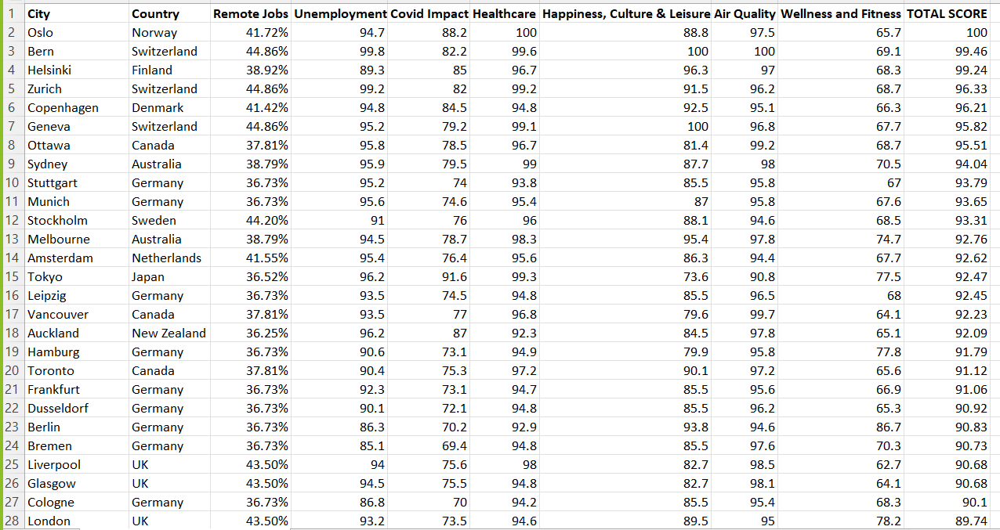 1 City Country Remote Jobs Unemployment Covid Impact Healthcare Happiness, Culture & Leisure Air Quality Wellness and Fitness TOTAL SCORE
2 Oslo Norway 41.72% 94.7 88.2 100 88.8 97.5 65.7 100
3 Bern Switzerland 44.86% 99.8 82.2 99.6 100 100 69.1 99.46
4 Helsinki Finland 38.92% 89.3 85 96.7 96.3 97 68.3 99.24
5 Zurich Switzerland 44.86% 99.2 82 99.2 91.5 96.2 68.7 96.33
6 Copenhagen Denmark 41.42% 94.8 84.5 94.8 92.5 95.1 66.3 96.21
7 Geneva Switzerland 44.86% 95.2 79.2 99.1 100 96.8 67.7 95.82
8 Ottawa Canada 37.81% 95.8 78.5 96.7 81.4 99.2 68.7 95.51
9 Sydney Australia 38.79% 95.9 79.5 99 87.7 98 70.5 94.04
10 Stuttgart Germany 36.73% 95.2 74 93.8 85.5 95.8 67 93.79
11 Munich Germany 36.73% 95.6 74.6 95.4 87 95.8 67.6 93.65
12 Stockholm Sweden 44.20% 91 76 96 88.1 94.6 68.5 93.31
13 Melbourne Australia 38.79% 94.5 78.7 98.3 95.4 97.8 74.7 92.76
14 Amsterdam Netherlands 41.55% 95.4 76.4 95.6 86.3 94.4 67.7 92.62
15 Tokyo Japan 36.52% 96.2 91.6 99.3 73.6 90.8 77.5 92.47
16 Leipzig Germany 36.73% 93.5 74.5 94.8 85.5 96.5 68 92.45
17 Vancouver Canada 37.81% 93.5 77 96.8 79.6 99.7 64.1 92.23
18 Auckland New Zealand 36.25% 96.2 87 92.3 84.5 97.8 65.1 92.09
19 Hamburg Germany 36.73% 90.6 73.1 94.9 79.9 95.8 77.8 91.79
20 Toronto Canada 37.81% 90.4 75.3 97.2 90.1 97.2 65.6 91.12
21 Frankfurt Germany 36.73% 92.3 73.1 94.7 85.5 95.6 66.9 91.06
22 Dusseldorf Germany 36.73% 90.1 72.1 94.8 85.5 96.2 65.3 90.92
23 Berlin Germany 36.73% 86.3 70.2 92.9 93.8 94.6 86.7 90.83
24 Bremen Germany 36.73% 85.1 69.4 94.8 85.5 97.6 70.3 90.73
25 Liverpool UK 43.50% 94 75.6 98 82.7 98.5 62.7 90.68
26 Glasgow UK 43.50% 94.5 75.5 94.8 82.7 98.1 64.1 90.68
27 Cologne Germany 36.73% 86.8 70 94.2 85.5 95.4 68.3 90.1
28 London UK 43.50% 93.2 73.5 94.6 89.5 95 78.2 89.74